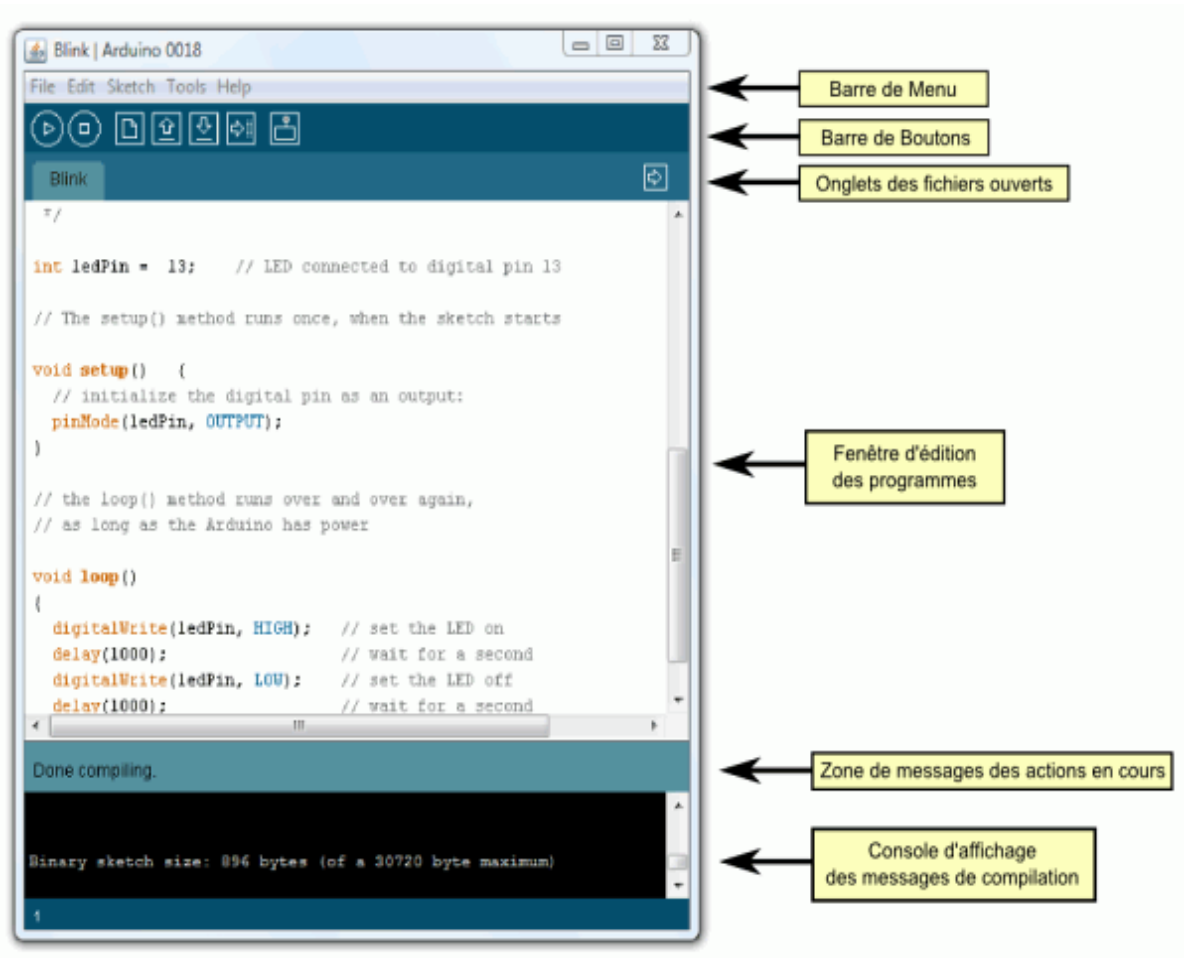 Blink | Arduino 0018
File Edit Sketch Tools Help
Barre de Menu
Barre de Boutons
Blink
Onglets des fichiers ouverts
*/
int ledPin = 13; // LED connected to digital pin 13
// The setup() method runs once, when the sketch starts
void setup() {
// initialize the digital pin as an output:
pinMode(ledPin, OUTPUT);
}
Fenêtre d'édition
des programmes
// the loop() method runs over and over again,
// as long as the Arduino has power
void loop()
{
digitalWrite(ledPin, HIGH); // set the LED on
delay(1000); // wait for a second
digitalWrite(ledPin, LOW); // set the LED off
delay(1000); // wait for a second
Done compiling.
Zone de messages des actions en cours
Binary sketch size: 896 bytes (of a 30720 byte maximum)
Console d'affichage
des messages de compilation
1